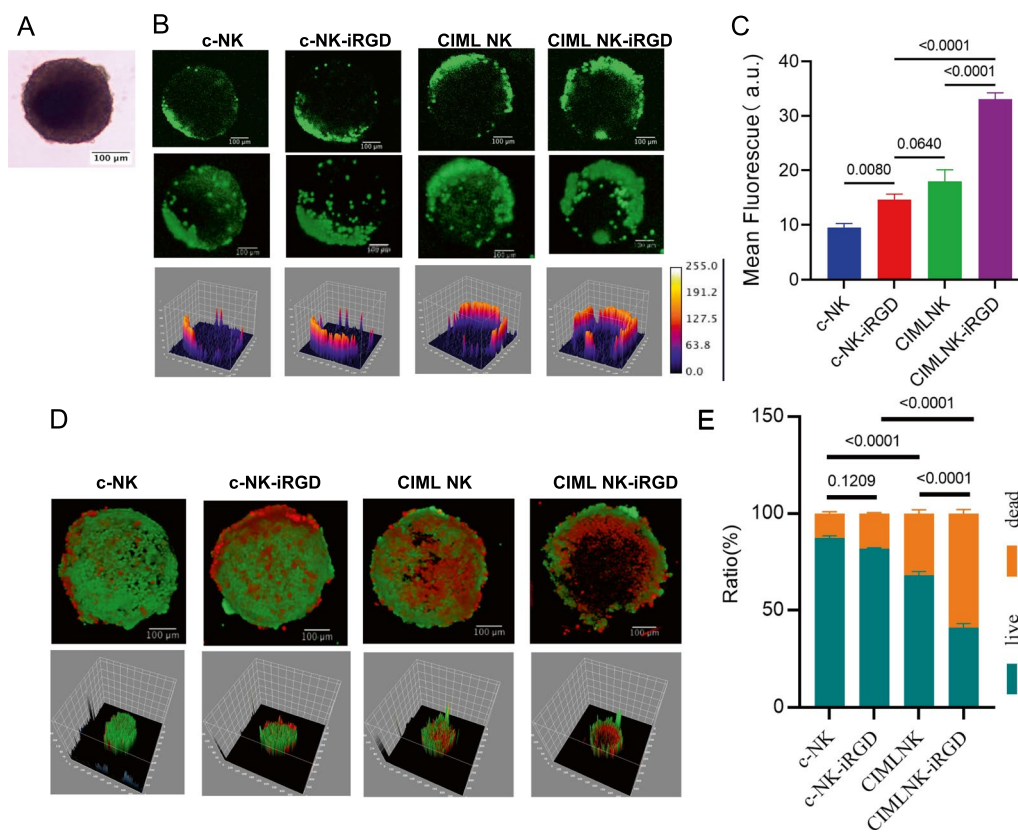 A
100 µm
B
c-NK
c-NK-iRGD
CIML NK
CIML NK-iRGD
100 µm
100 µm
100 µm
100 µm
100 µm
100 µm
100 µm
100 µm
255.0
191.2
127.5
63.8
0.0
C
Mean Fluorescue( a.u.)
40
30
20
10
0
<0.0001
<0.0001
0.0640
0.0080
c-NK
c-NK-iRGD
CIMLNK
CIMLNK-iRGD
D
c-NK
c-NK-iRGD
CIML NK
CIML NK-iRGD
100 µm
100 µm
100 µm
100 µm
E
Ratio(%)
150
100
50
0
<0.0001
<0.0001
0.1209
<0.0001
c-NK
c-NK-iRGD
CIMLNK
CIMLNK-iRGD
dead
live